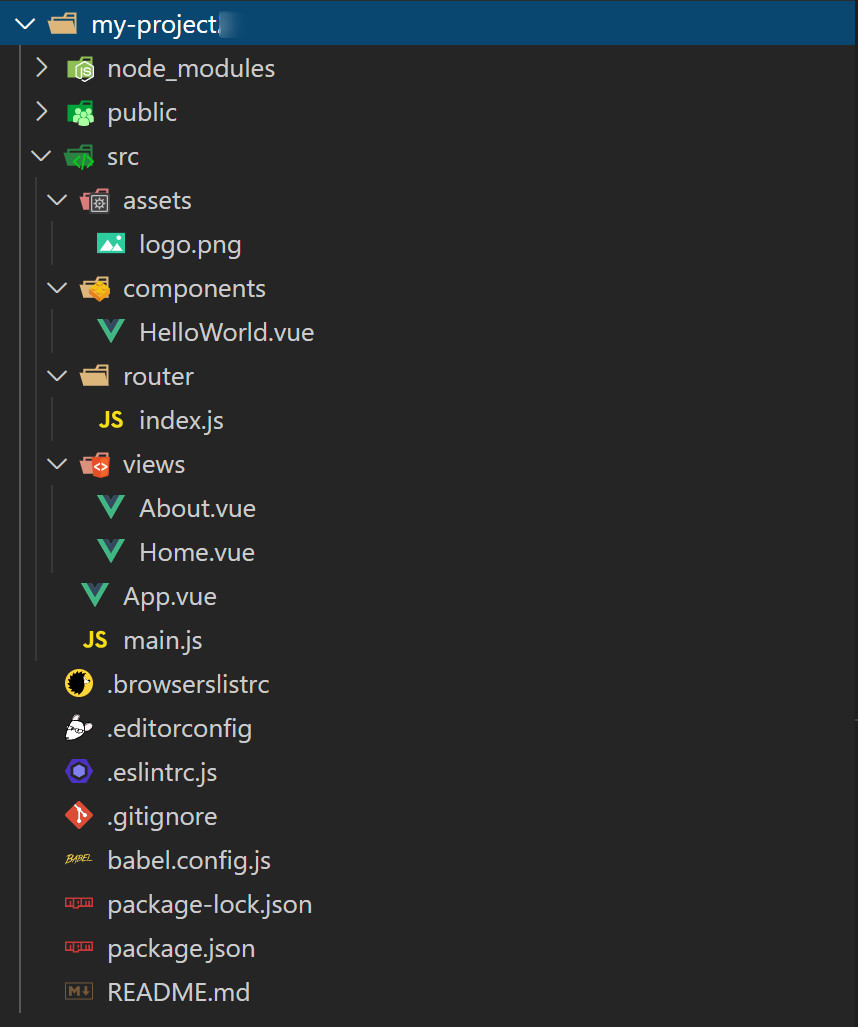 my-project/
node_modules
public
src
assets
logo.png
components
HelloWorld.vue
router
JS index.js
views
About.vue
Home.vue
App.vue
JS main.js
.browserslistrc
.editorconfig
.eslintrc.js
.gitignore
BABEL babel.config.js
package-lock.json
package.json
M↓ README.md